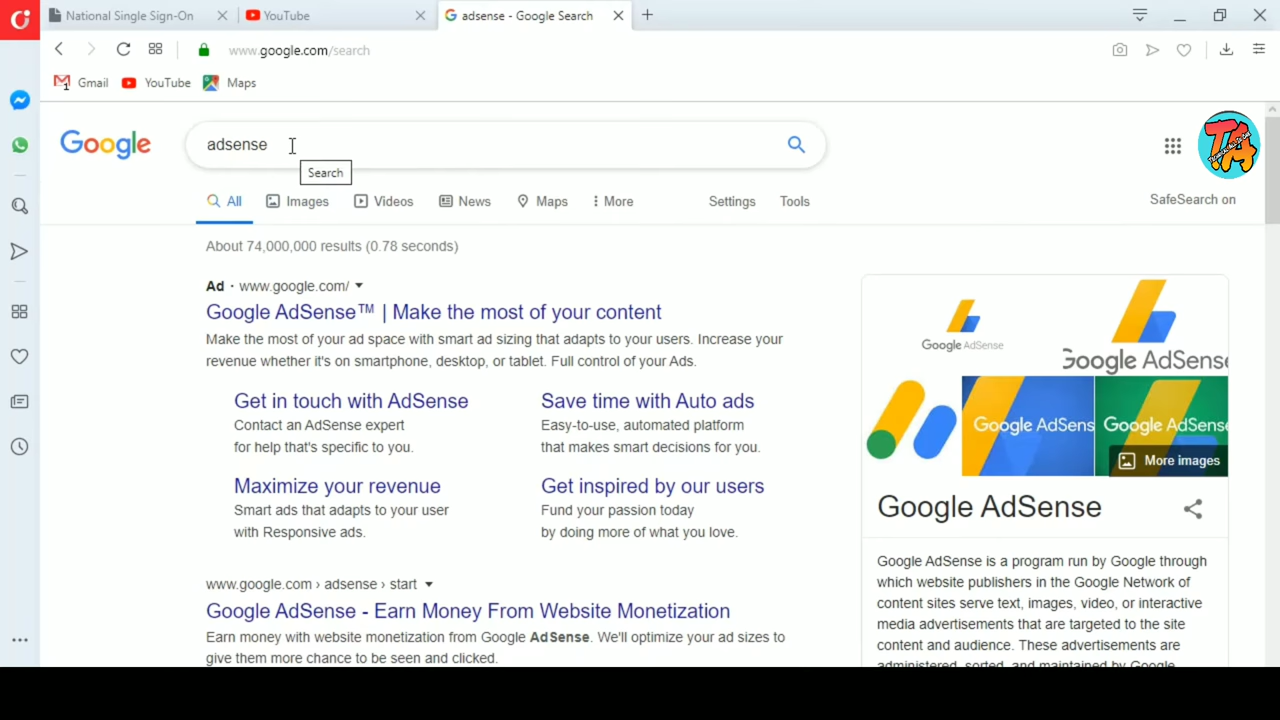 National Single Sign-On
YouTube
adsense - Google Search
www.google.com/search
Gmail
YouTube
Maps
Google
adsense
Search
TA
All
Images
Videos
News
Maps
More
Settings
Tools
SafeSearch on
About 74,000,000 results (0.78 seconds)
Ad · www.google.com/
Google AdSense™ | Make the most of your content
Make the most of your ad space with smart ad sizing that adapts to your users. Increase your
revenue whether it's on smartphone, desktop, or tablet. Full control of your Ads.
Get in touch with AdSense
Contact an AdSense expert
for help that's specific to you.
Save time with Auto ads
Easy-to-use, automated platform
that makes smart decisions for you.
Maximize your revenue
Smart ads that adapts to your user
with Responsive ads.
Get inspired by our users
Fund your passion today
by doing more of what you love.
www.google.com › adsense › start
Google AdSense - Earn Money From Website Monetization
Earn money with website monetization from Google AdSense. We'll optimize your ad sizes to
give them more chance to be seen and clicked.
Google AdSense
Google AdSense
Google AdSens
Google AdSense
More images
Google AdSense
Google AdSense is a program run by Google through
which website publishers in the Google Network of
content sites serve text, images, video, or interactive
media advertisements that are targeted to the site
content and audience. These advertisements are
administered, sorted, and maintained by Google